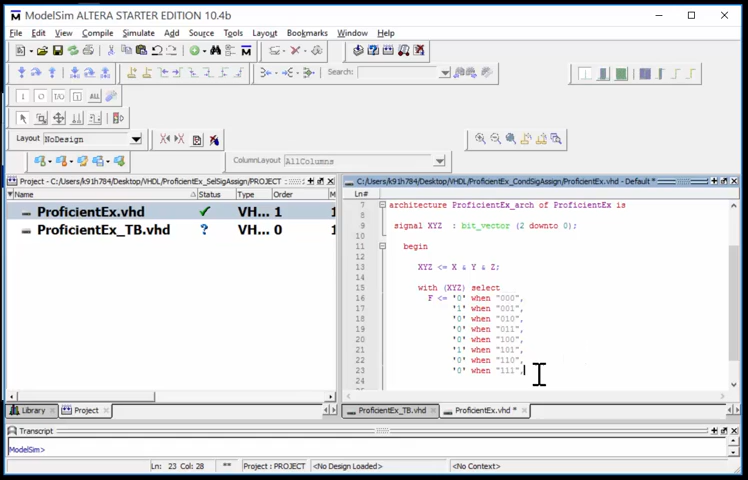 ModelSim ALTERA STARTER EDITION 10.4b
File Edit View Compile Simulate Add Source Tools Layout Bookmarks Window Help
Search:
ALL
Layout NoDesign
ColumnLayout AllColumns
Project - C:/Users/k91h784/Desktop/VHDL/ProficientEx_SelSigAssign/PROJECT
Name Status Type Order
ProficientEx.vhd VH... 1
ProficientEx_TB.vhd ? VH... 0
Library Project
C:/Users/k91h784/Desktop/VHDL/ProficientEx_CondSigAssign/ProficientEx.vhd - Default *
Ln#
7 architecture ProficientEx_arch of ProficientEx is
8
9 signal XYZ : bit_vector (2 downto 0);
10
11 begin
12
13 XYZ <= X & Y & Z;
14
15 with (XYZ) select
16 F <= '0' when "000",
17 '1' when "001",
18 '0' when "010",
19 '0' when "011",
20 '0' when "100",
21 '1' when "101",
22 '0' when "110",
23 '0' when "111",
24
ProficientEx_TB.vhd ProficientEx.vhd *
Transcript
ModelSim>
Ln: 23 Col: 28 ** Project : PROJECT <No Design Loaded> <No Context>